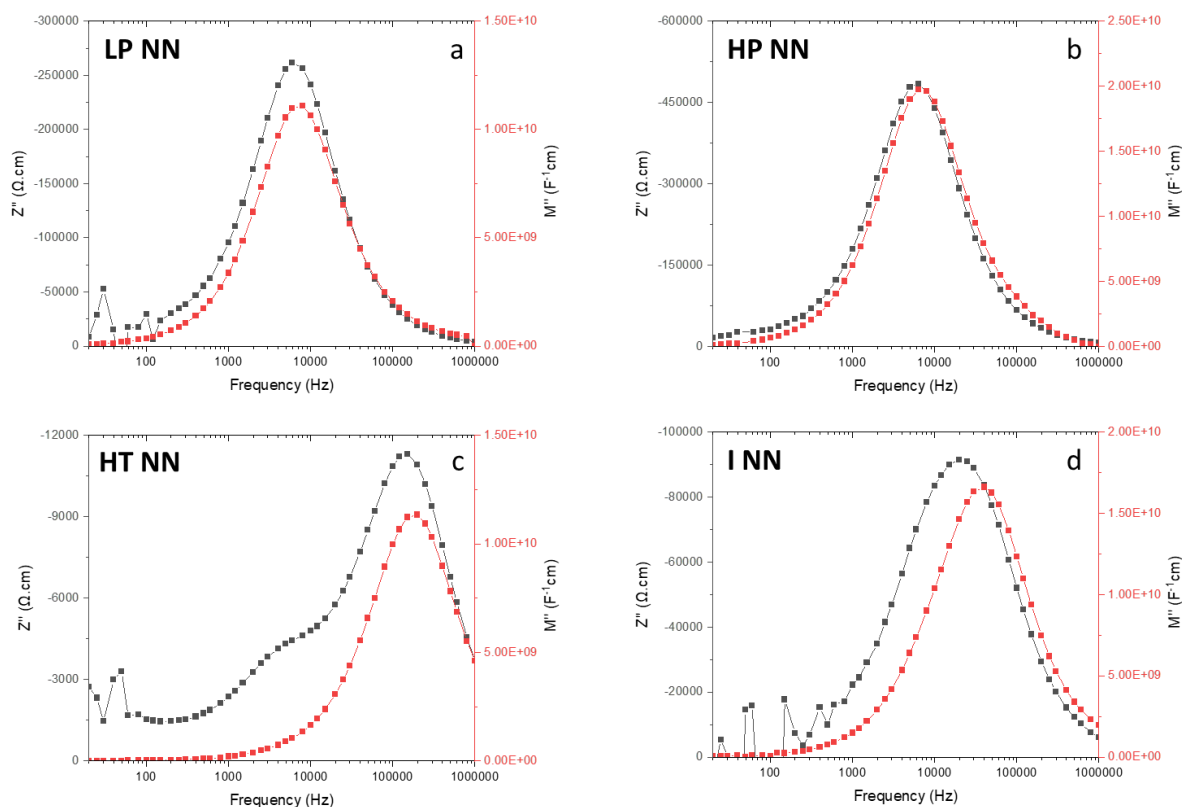 LP NN a
-300000
-250000
-200000
-150000
-100000
-50000
0
Z'' (Ω.cm)
1.50E+10
1.00E+10
5.00E+09
0.00E+00
M'' (F⁻¹cm)
100 1000 10000 100000 1000000
Frequency (Hz)
HP NN b
-600000
-450000
-300000
-150000
0
Z'' (Ω.cm)
2.50E+10
2.00E+10
1.50E+10
1.00E+10
5.00E+09
0.00E+00
M'' (F⁻¹cm)
100 1000 10000 100000 1000000
Frequency (Hz)
HT NN c
-12000
-9000
-6000
-3000
0
Z'' (Ω.cm)
1.50E+10
1.00E+10
5.00E+09
0.00E+00
M'' (F⁻¹cm)
100 1000 10000 100000 1000000
Frequency (Hz)
I NN d
-100000
-80000
-60000
-40000
-20000
0
Z'' (Ω.cm)
2.00E+10
1.50E+10
1.00E+10
5.00E+09
0.00E+00
M'' (F⁻¹cm)
100 1000 10000 100000 1000000
Frequency (Hz)